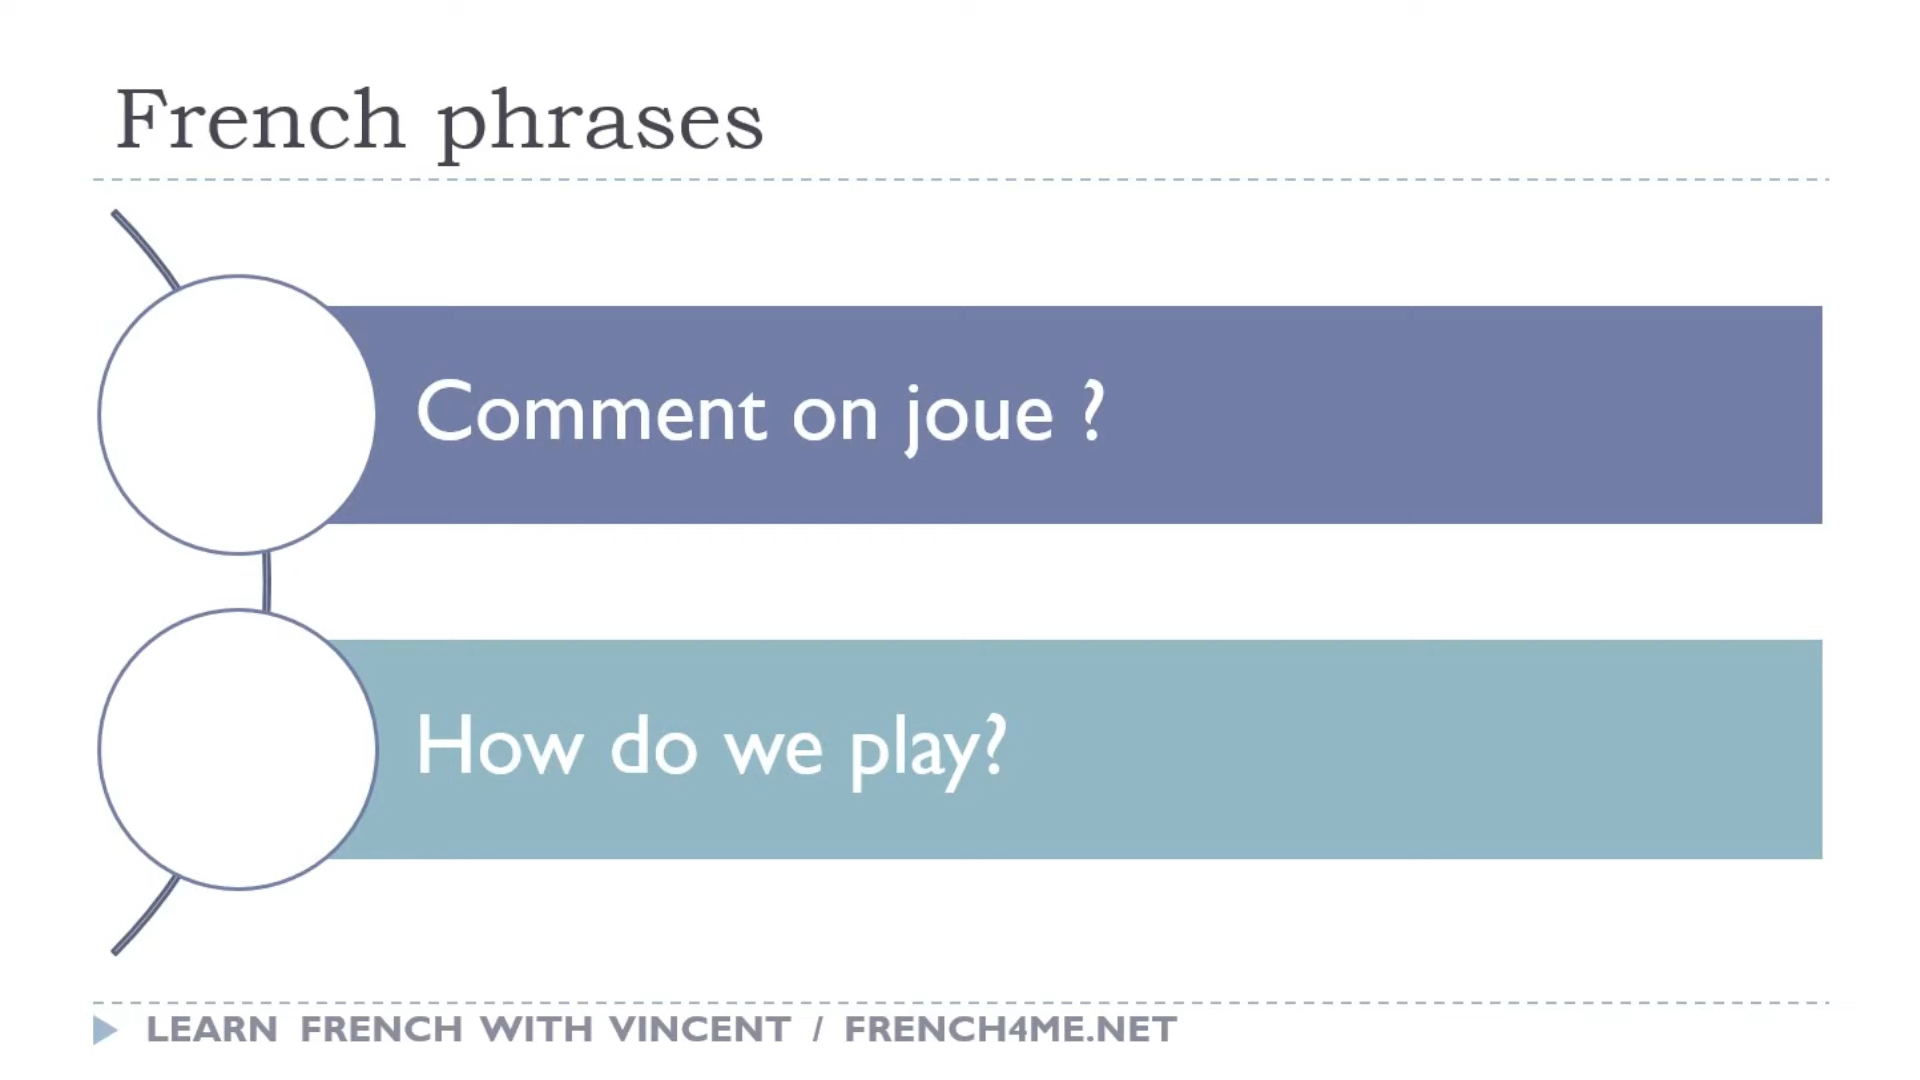 French phrases
Comment on joue ?
How do we play?
LEARN FRENCH WITH VINCENT / FRENCH4ME.NET